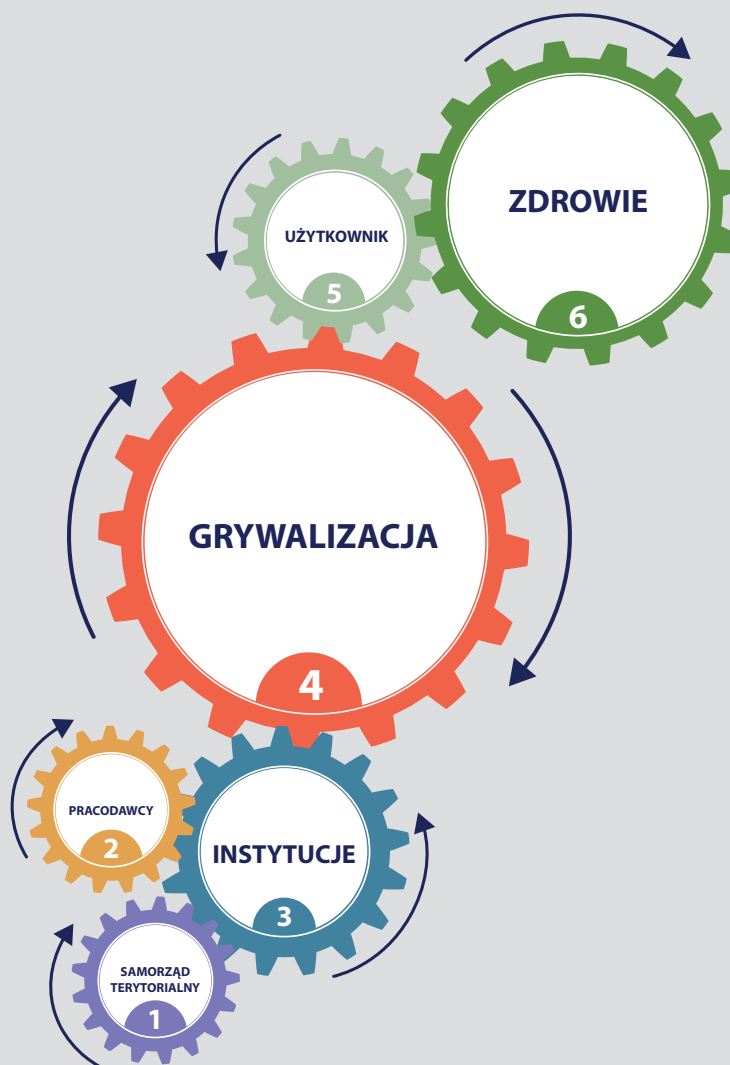 ZDROWIE
6
UŻYTKOWNIK
5
GRYWALIZACJA
4
PRACODAWCY
2
INSTYTUCJE
3
SAMORZĄD
TERYTORIALNY
1